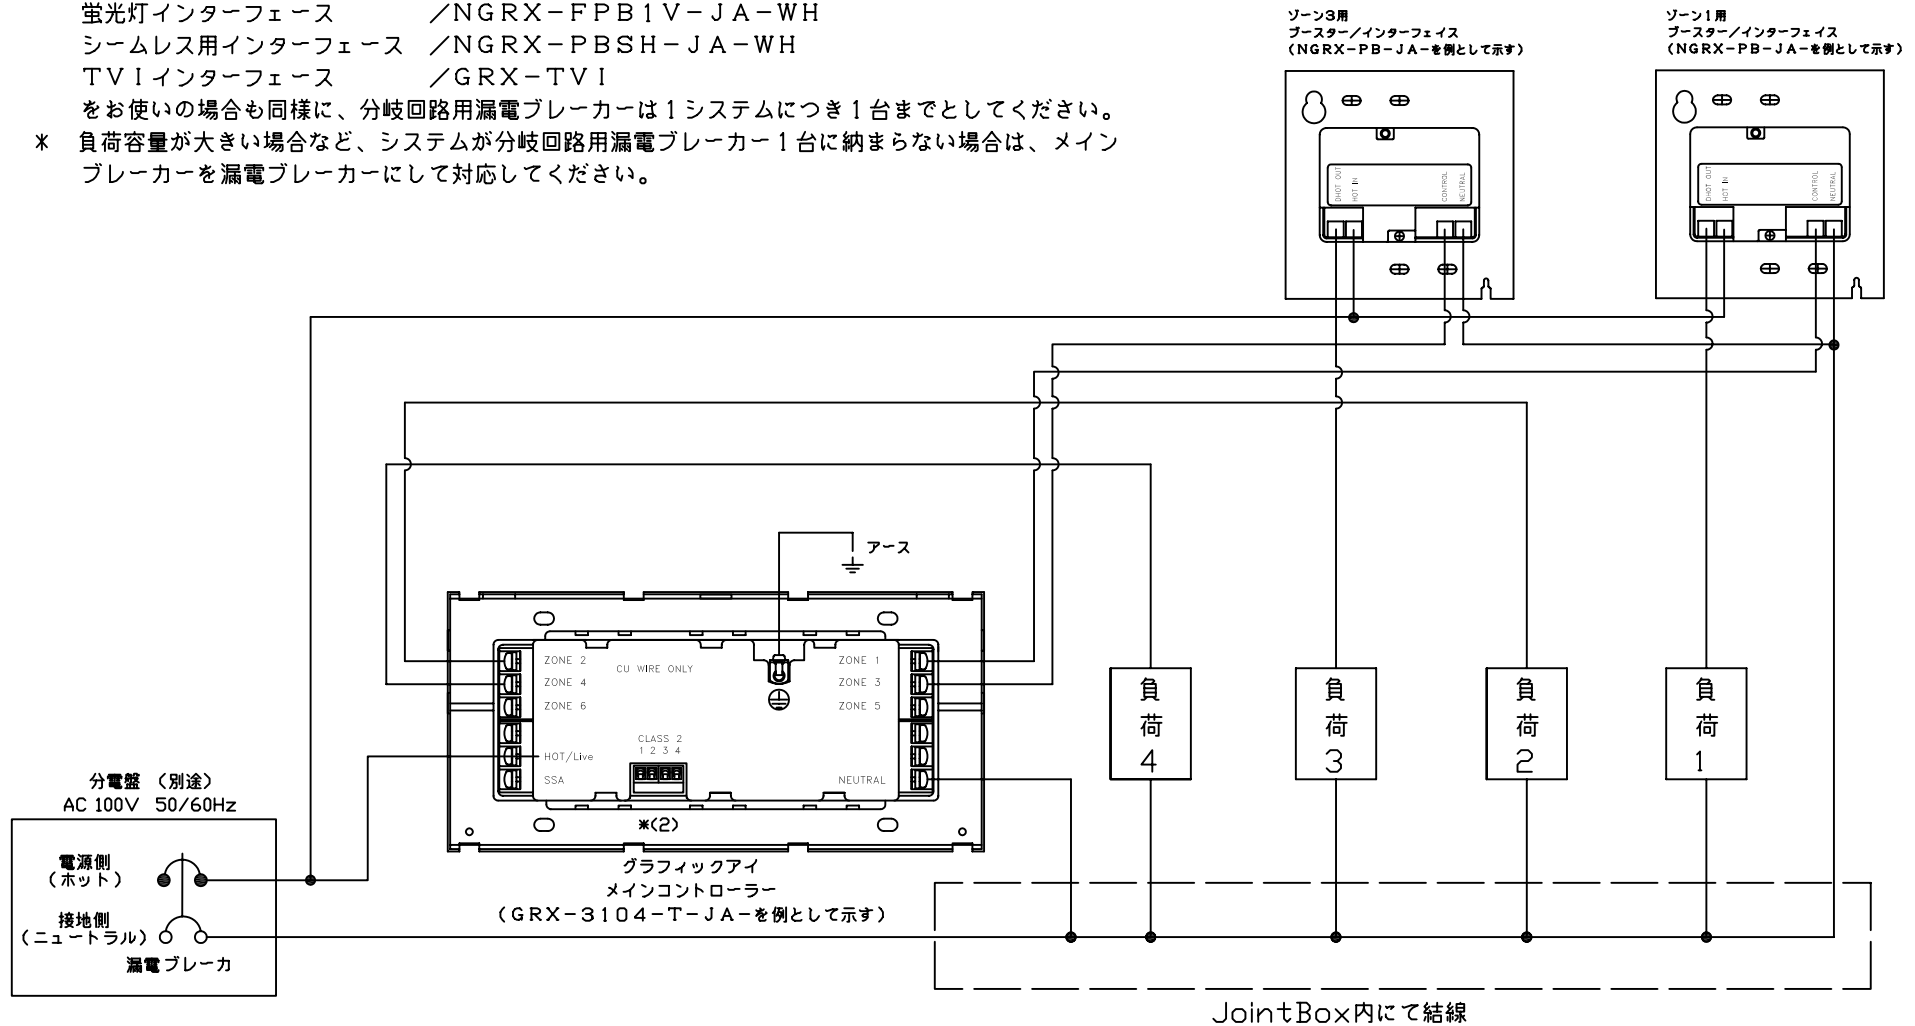 蛍光灯インターフェース　　　／NGRX−FPB1V−JA−WH
シームレス用インターフェース　／NGRX−PBSH−JA−WH
TVIインターフェース　　　／GRX−TVI
をお使いの場合も同様に、分岐回路用漏電ブレーカーは1システムにつき1台までとしてください。
＊　負荷容量が大きい場合など、システムが分岐回路用漏電ブレーカー1台に納まらない場合は、メイン
ブレーカーを漏電ブレーカーにして対応してください。
ゾーン3用
ブースター／インターフェイス
（NGRX−PB−JA−を例として示す）
DHOT OUT
HOT IN
CONTROL
NEUTRAL
ゾーン1用
ブースター／インターフェイス
（NGRX−PB−JA−を例として示す）
DHOT OUT
HOT IN
CONTROL
NEUTRAL
アース
ZONE 2
ZONE 4
ZONE 6
HOT/Live
SSA
CU WIRE ONLY
CLASS 2
1 2 3 4
ZONE 1
ZONE 3
ZONE 5
NEUTRAL
＊(2)
グラフィックアイ
メインコントローラー
（GRX−3104−T−JA−を例として示す）
負荷4
負荷3
負荷2
負荷1
分電盤　（別途）
AC 100V　50/60Hz
電源側
（ホット）
接地側
（ニュートラル）
漏電ブレーカ
JointBox内にて結線